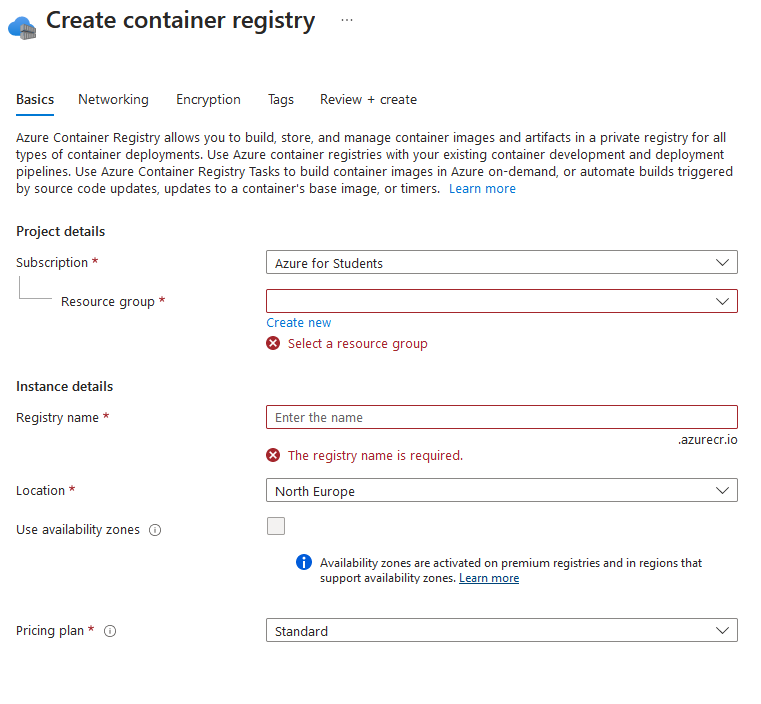 Create container registry ...
Basics Networking Encryption Tags Review + create
Azure Container Registry allows you to build, store, and manage container images and artifacts in a private registry for all
types of container deployments. Use Azure container registries with your existing container development and deployment
pipelines. Use Azure Container Registry Tasks to build container images in Azure on-demand, or automate builds triggered
by source code updates, updates to a container's base image, or timers. Learn more
Project details
Subscription * Azure for Students
Resource group *
Create new
Select a resource group
Instance details
Registry name * Enter the name
.azurecr.io
The registry name is required.
Location * North Europe
Use availability zones
Availability zones are activated on premium registries and in regions that
support availability zones. Learn more
Pricing plan * Standard